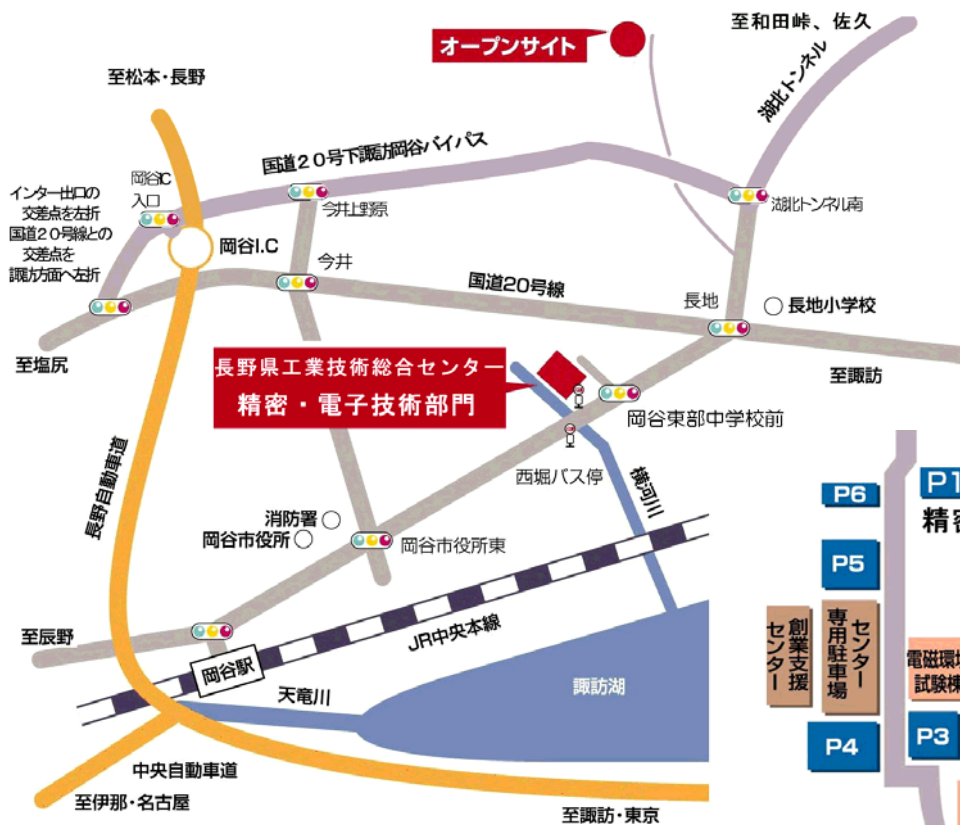 オープンサイト
至和田峠、佐久
湖北トンネル
至松本・長野
国道20号下諏訪岡谷バイパス
岡谷IC
入口
インター出口の
交差点を左折
国道20号線との
交差点を
諏訪方面へ左折
今井上野原
湖北トンネル南
岡谷I.C
今井
国道20号線
長地
長地小学校
至塩尻
至諏訪
長野県工業技術総合センター
精密・電子技術部門
岡谷東部中学校前
西堀バス停
横河川
長野自動車道
消防署
岡谷市役所
岡谷市役所東
至辰野
JR中央本線
岡谷駅
天竜川
諏訪湖
中央自動車道
至伊那・名古屋
至諏訪・東京
P1
精密
P6
P5
創業支援
センター
センター
専用駐車場
電磁環境
試験棟
P4
P3